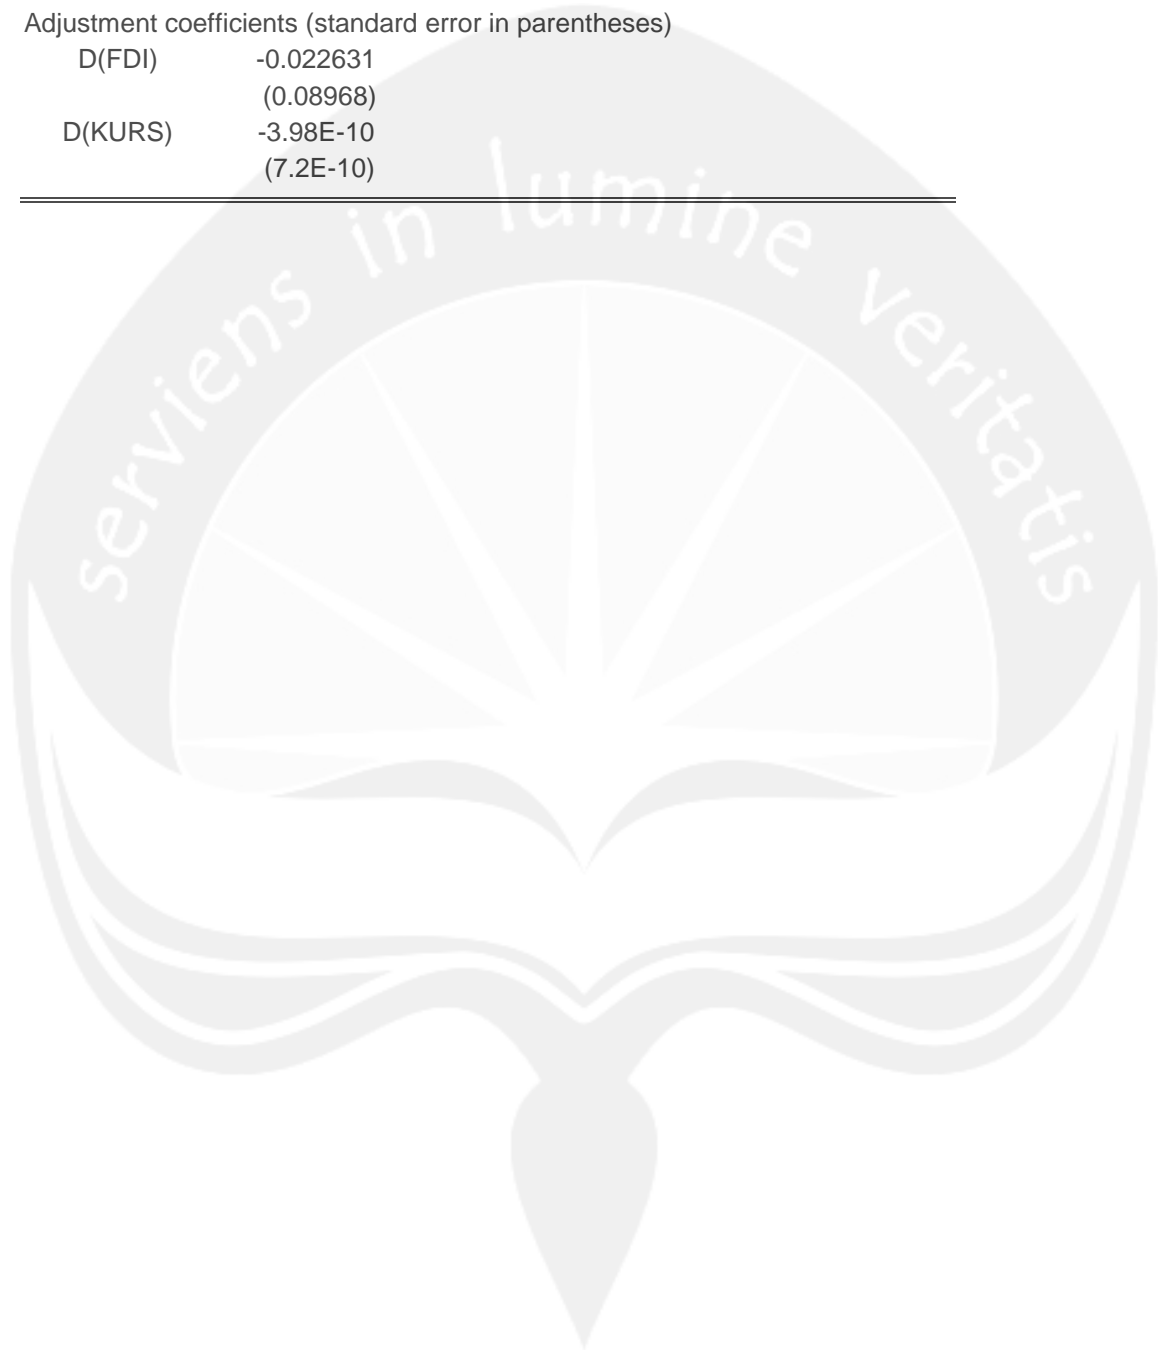 Adjustment coefficients (standard error in parentheses)
D(FDI) -0.022631
(0.08968)
D(KURS) -3.98E-10
(7.2E-10)
serviens in lumine veritatis